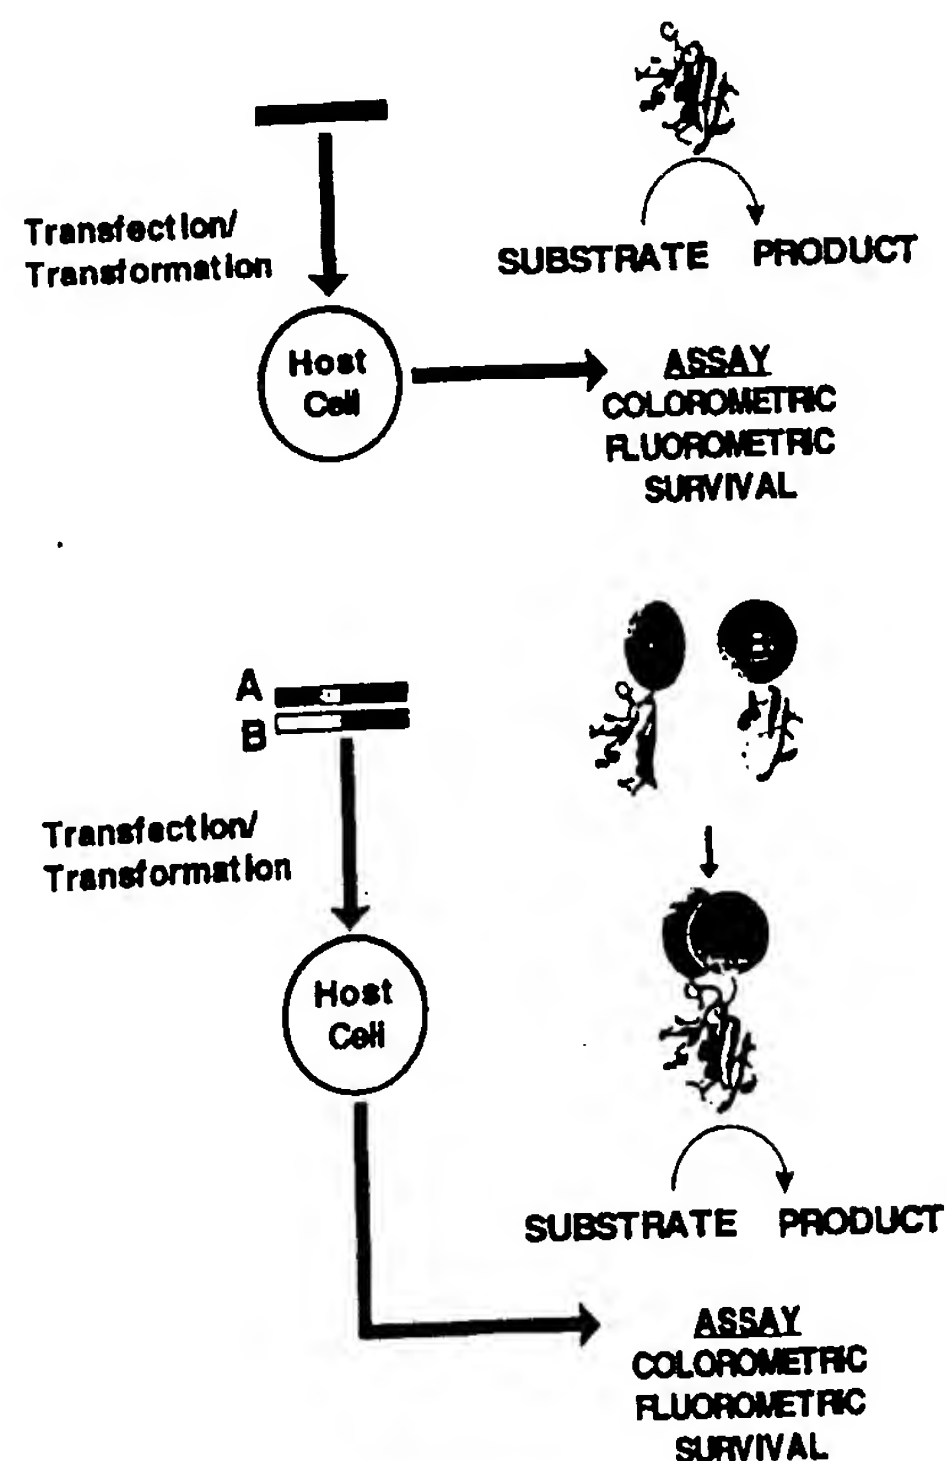 Transfection/
Transformation
SUBSTRATE PRODUCT
Host
Cell
ASSAY
COLOROMETRIC
FLUOROMETRIC
SURVIVAL
A
B
B
Transfection/
Transformation
Host
Cell
SUBSTRATE PRODUCT
ASSAY
COLOROMETRIC
FLUOROMETRIC
SURVIVAL